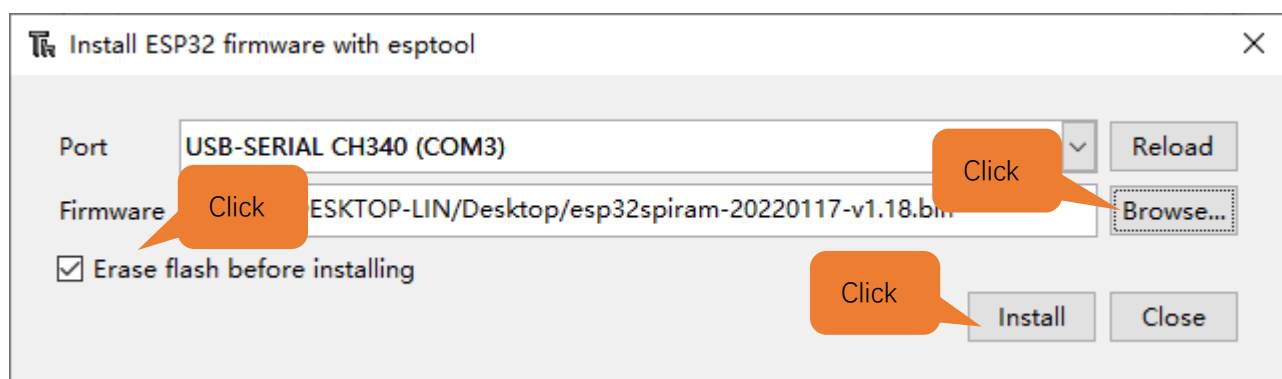 Install ESP32 firmware with esptool
Port USB-SERIAL CH340 (COM3) Reload
Click
Firmware Click ESKTOP-LIN/Desktop/esp32spiram-20220117-v1.18.bin Browse...
Erase flash before installing
Click
Install Close